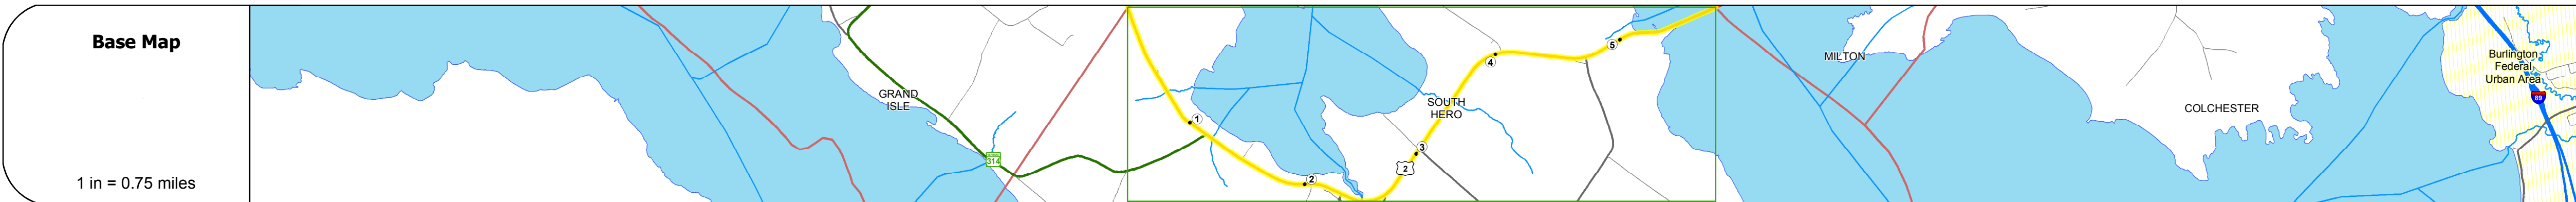 Base Map
1 in = 0.75 miles
GRAND
ISLE
314
1
2
3
2
SOUTH
HERO
4
5
MILTON
COLCHESTER
Burlington
Federal
Urban Area
89